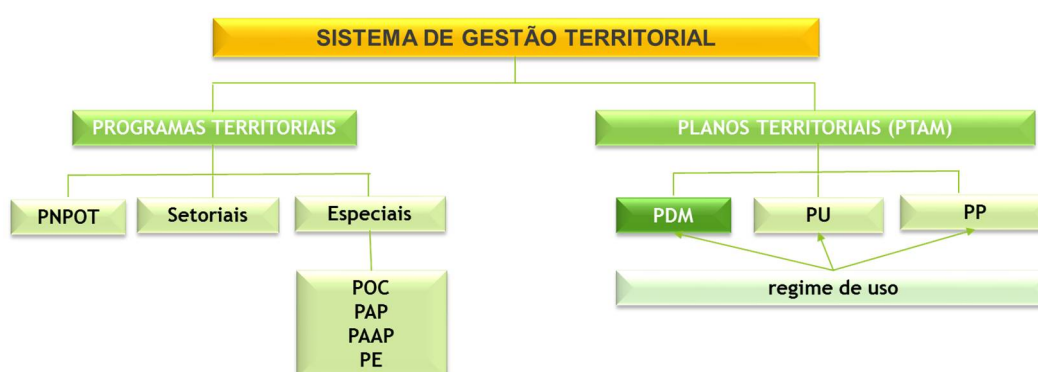 SISTEMA DE GESTÃO TERRITORIAL
PROGRAMAS TERRITORIAIS
PLANOS TERRITORIAIS (PTAM)
PNPOT
Setoriais
Especiais
PDM
PU
PP
POC
PAP
PAAP
PE
regime de uso